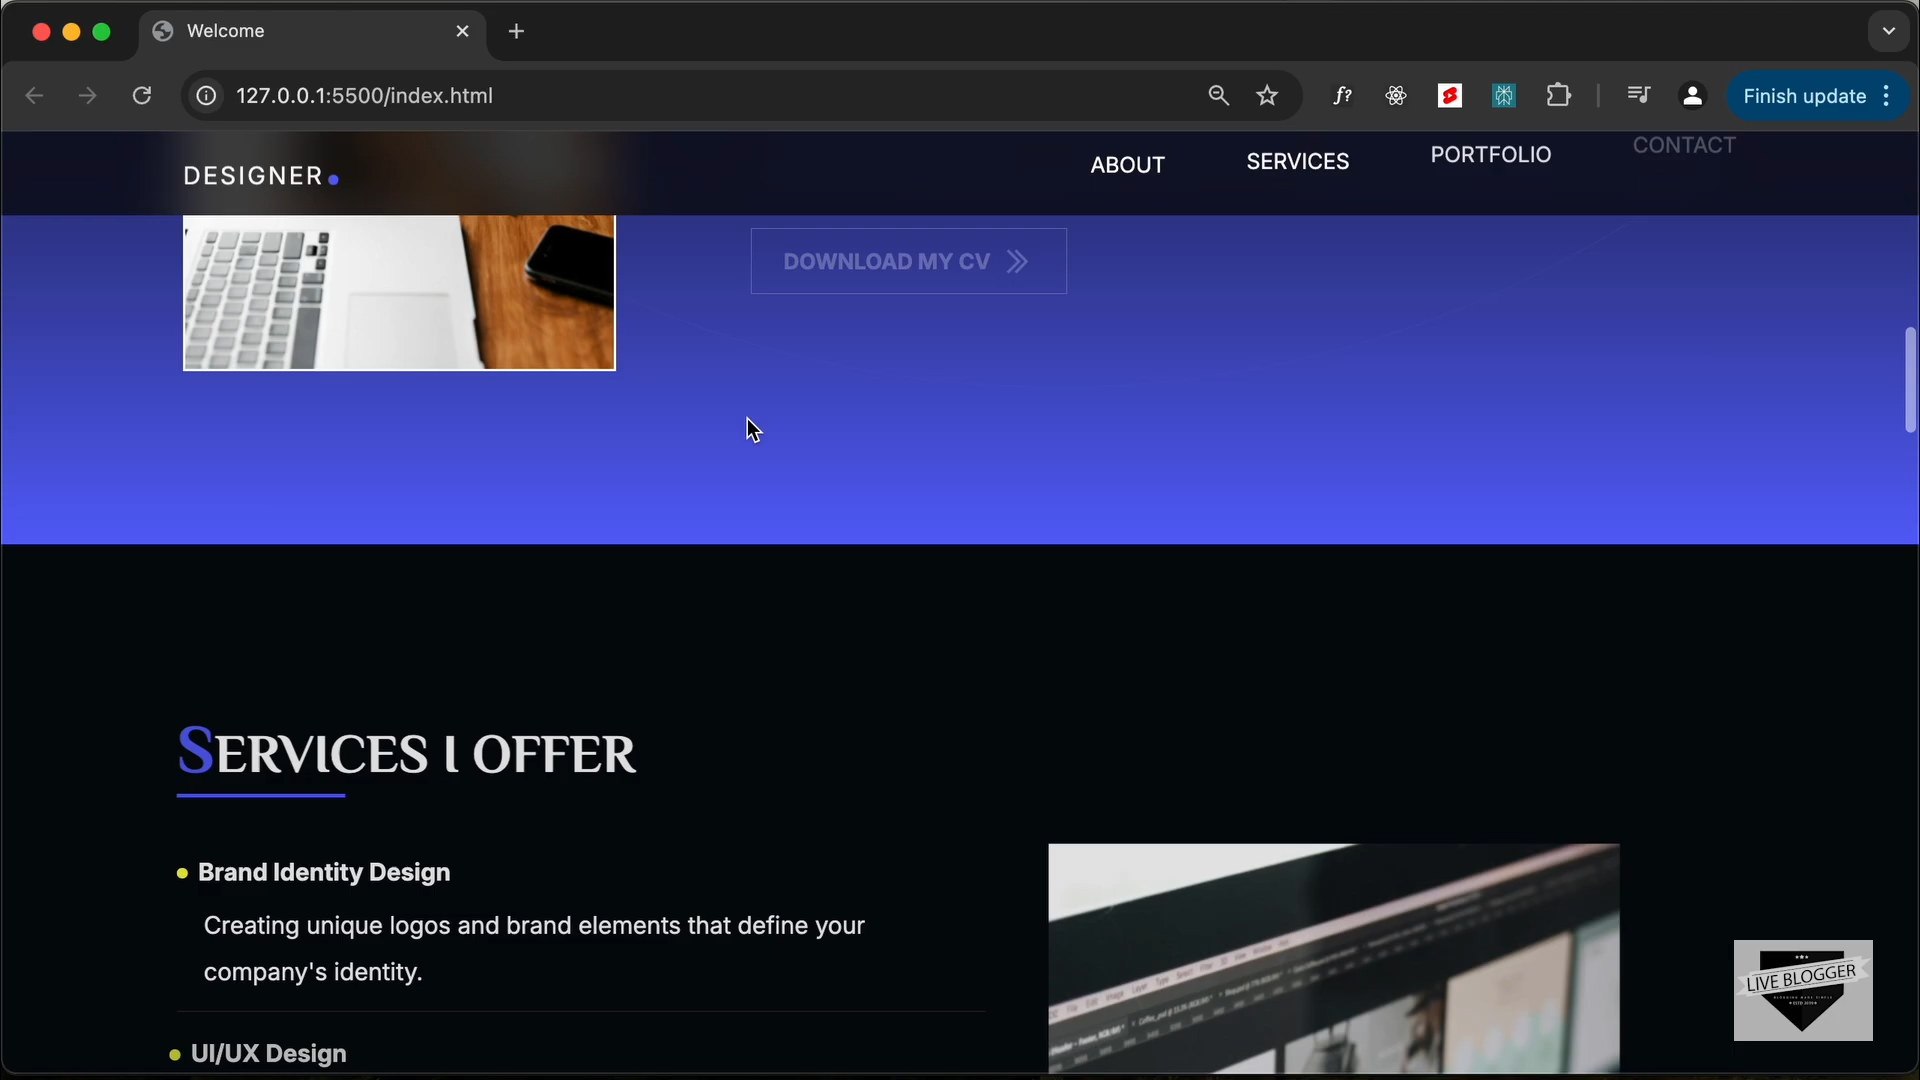 Welcome
127.0.0.1:5500/index.html
f?
Finish update
DESIGNER
ABOUT
SERVICES
PORTFOLIO
CONTACT
DOWNLOAD MY CV
SERVICES I OFFER
Brand Identity Design
Creating unique logos and brand elements that define your
company's identity.
UI/UX Design
LIVE BLOGGER